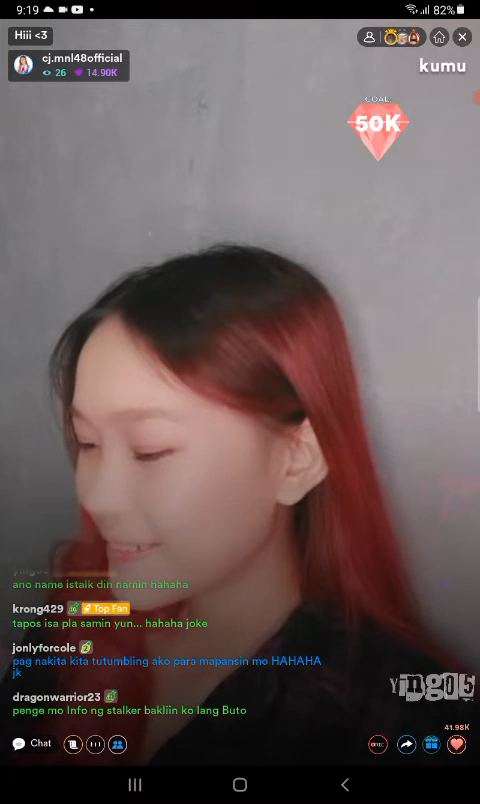 9:19
82%
Hiii <3
cj.mnl48official
26 14.90K
kumu
GOAL
50K
ano name istalk din namin hahaha
krong429 Top Fan
tapos isa pla samin yun... hahaha joke
jonlyforcole
pag nakita kita tutumbling ako para mapansin mo HAHAHA
jk
dragonwarrior23
penge mo Info ng stalker bakliin ko lang Buto
Ying05
41.98K
Chat